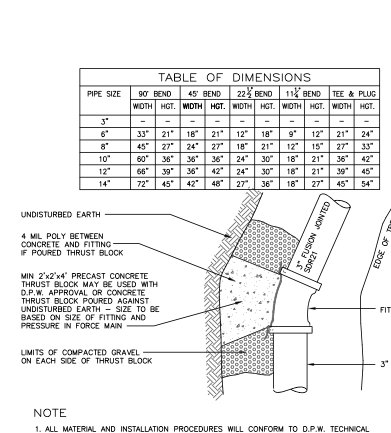 TABLE OF DIMENSIONS
PIPE SIZE 90° BEND 45° BEND 22½° BEND 11¼° BEND TEE & PLUG
WIDTH HGT. WIDTH HGT. WIDTH HGT. WIDTH HGT. WIDTH HGT.
3" – – – – – – – – – –
6" 33" 21" 18" 21" 12" 18" 9" 12" 21" 24"
8" 45" 27" 24" 27" 18" 21" 12" 15" 27" 33"
10" 60" 36" 36" 36" 24" 30" 18" 21" 36" 42"
12" 66" 39" 36" 42" 24" 30" 18" 21" 39" 45"
14" 72" 45" 42" 48" 27" 36" 18" 27" 45" 54"
UNDISTURBED EARTH
4 MIL POLY BETWEEN
CONCRETE AND FITTING
IF POURED THRUST BLOCK
MIN 2'x2'x4' PRECAST CONCRETE
THRUST BLOCK MAY BE USED WITH
D.P.W. APPROVAL OR CONCRETE
THRUST BLOCK POURED AGAINST
UNDISTURBED EARTH – SIZE TO BE
BASED ON SIZE OF FITTING AND
PRESSURE IN FORCE MAIN
LIMITS OF COMPACTED GRAVEL
ON EACH SIDE OF THRUST BLOCK
3" FUSION JOINTED
SDR21
EDGE OF TR
FIT
3"
NOTE
1. ALL MATERIAL AND INSTALLATION PROCEDURES WILL CONFORM TO D.P.W. TECHNICAL